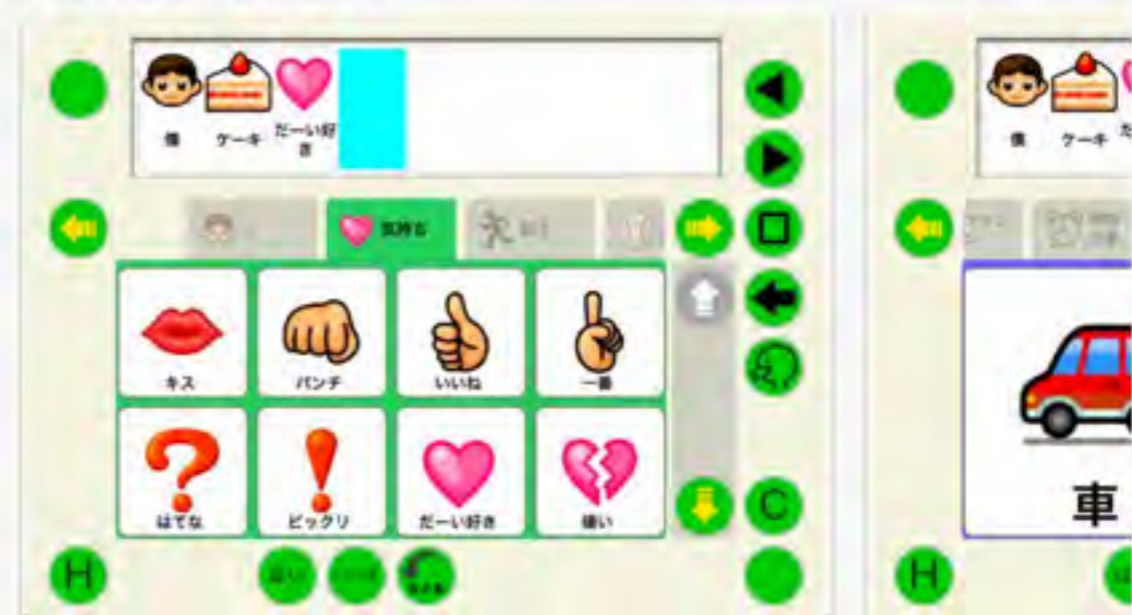 僕 ケーキ だーい好き
僕 ケーキ
気持ち
キス パンチ いいね 一番
はてな ビックリ だーい好き 嫌い
車
C
H
H